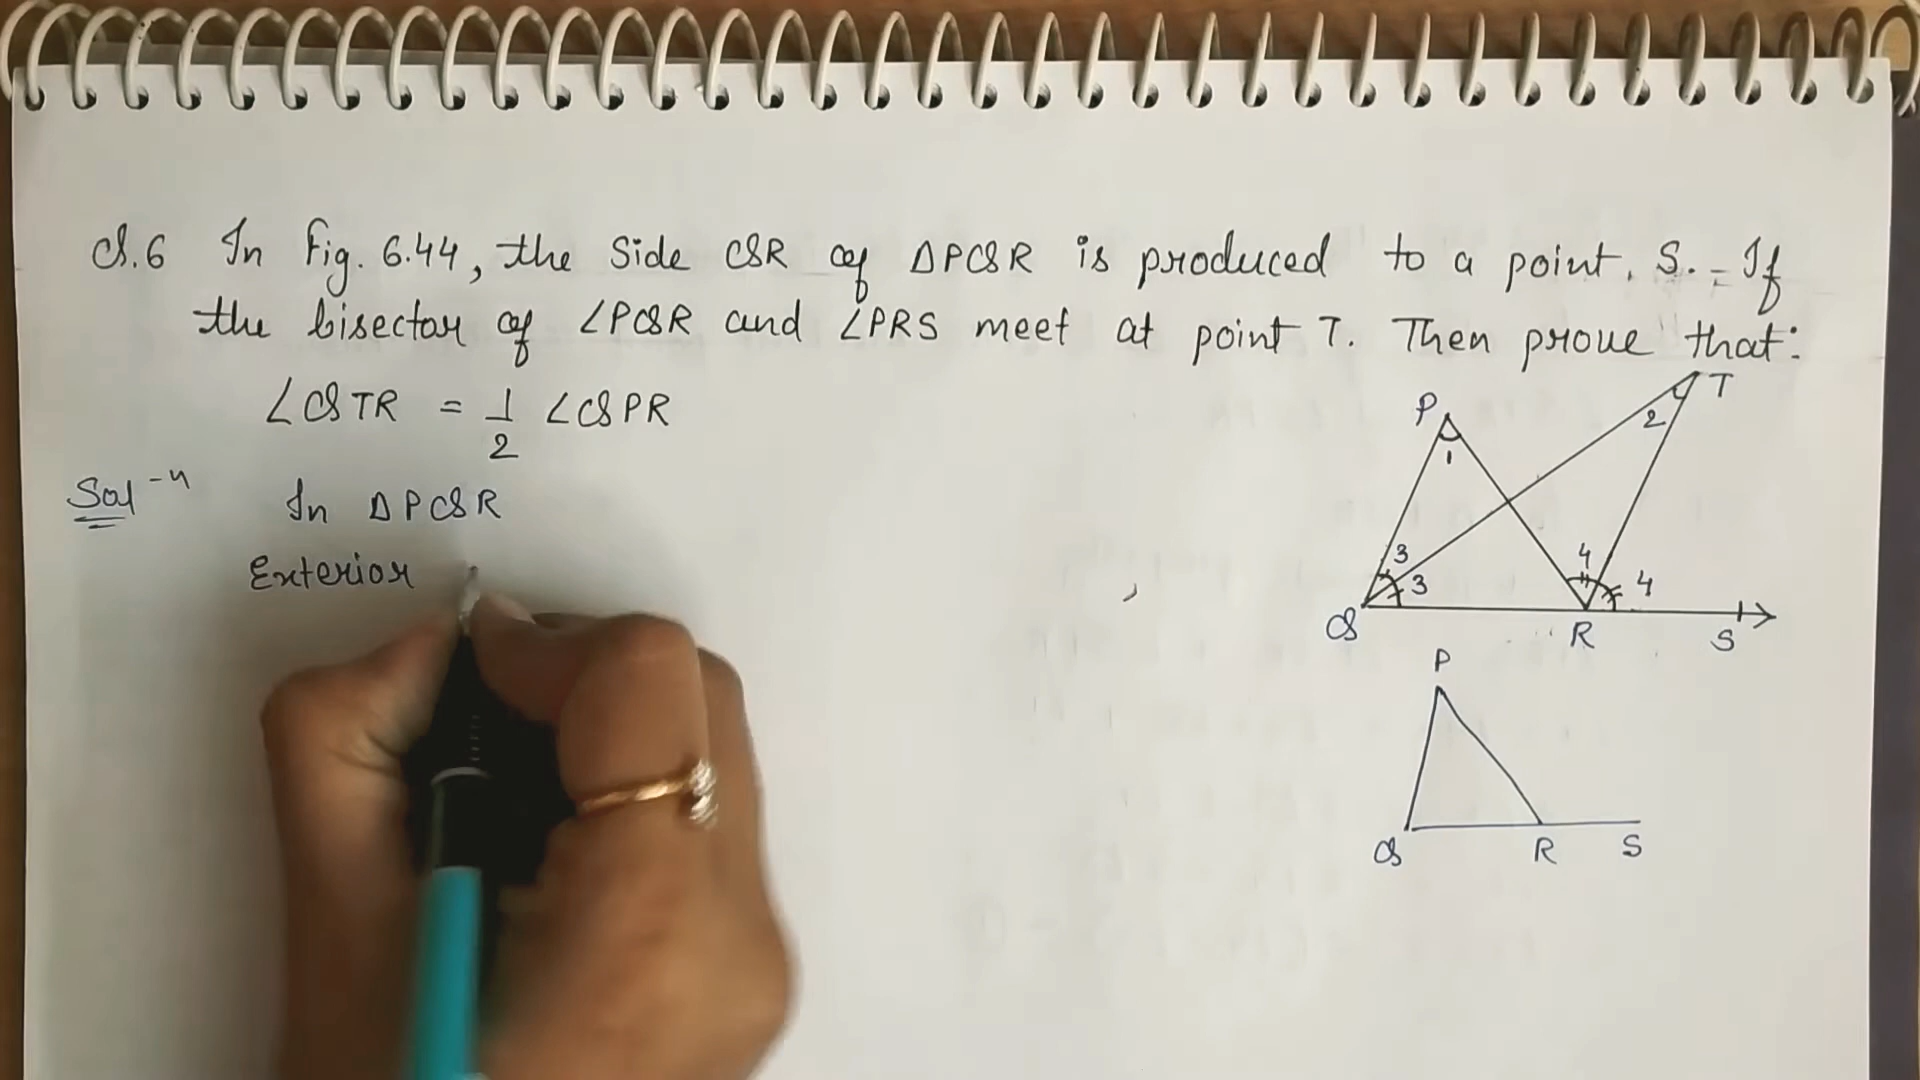 Q.6 In Fig. 6.44, the Side QR of ΔPQR is produced to a point. S. - If
the bisector of ∠PQR and ∠PRS meet at point T. Then prove that:
∠QTR = 1/2 ∠QPR
Sol-n In ΔPQR
Exterior
P T
1 2
3 4
3 4
Q R S
P
Q R S